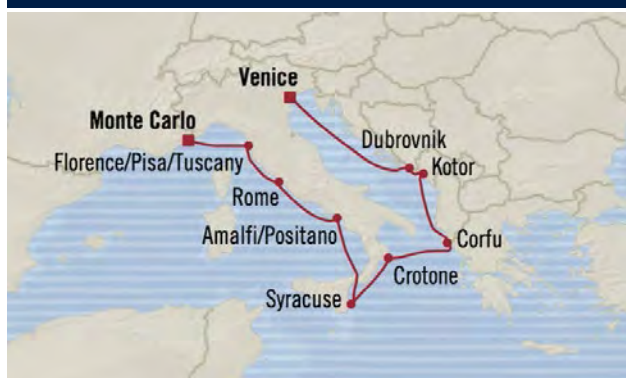 Venice
Monte Carlo
Dubrovnik
Florence/Pisa/Tuscany
Kotor
Rome
Amalfi/Positano
Corfu
Crotone
Syracuse